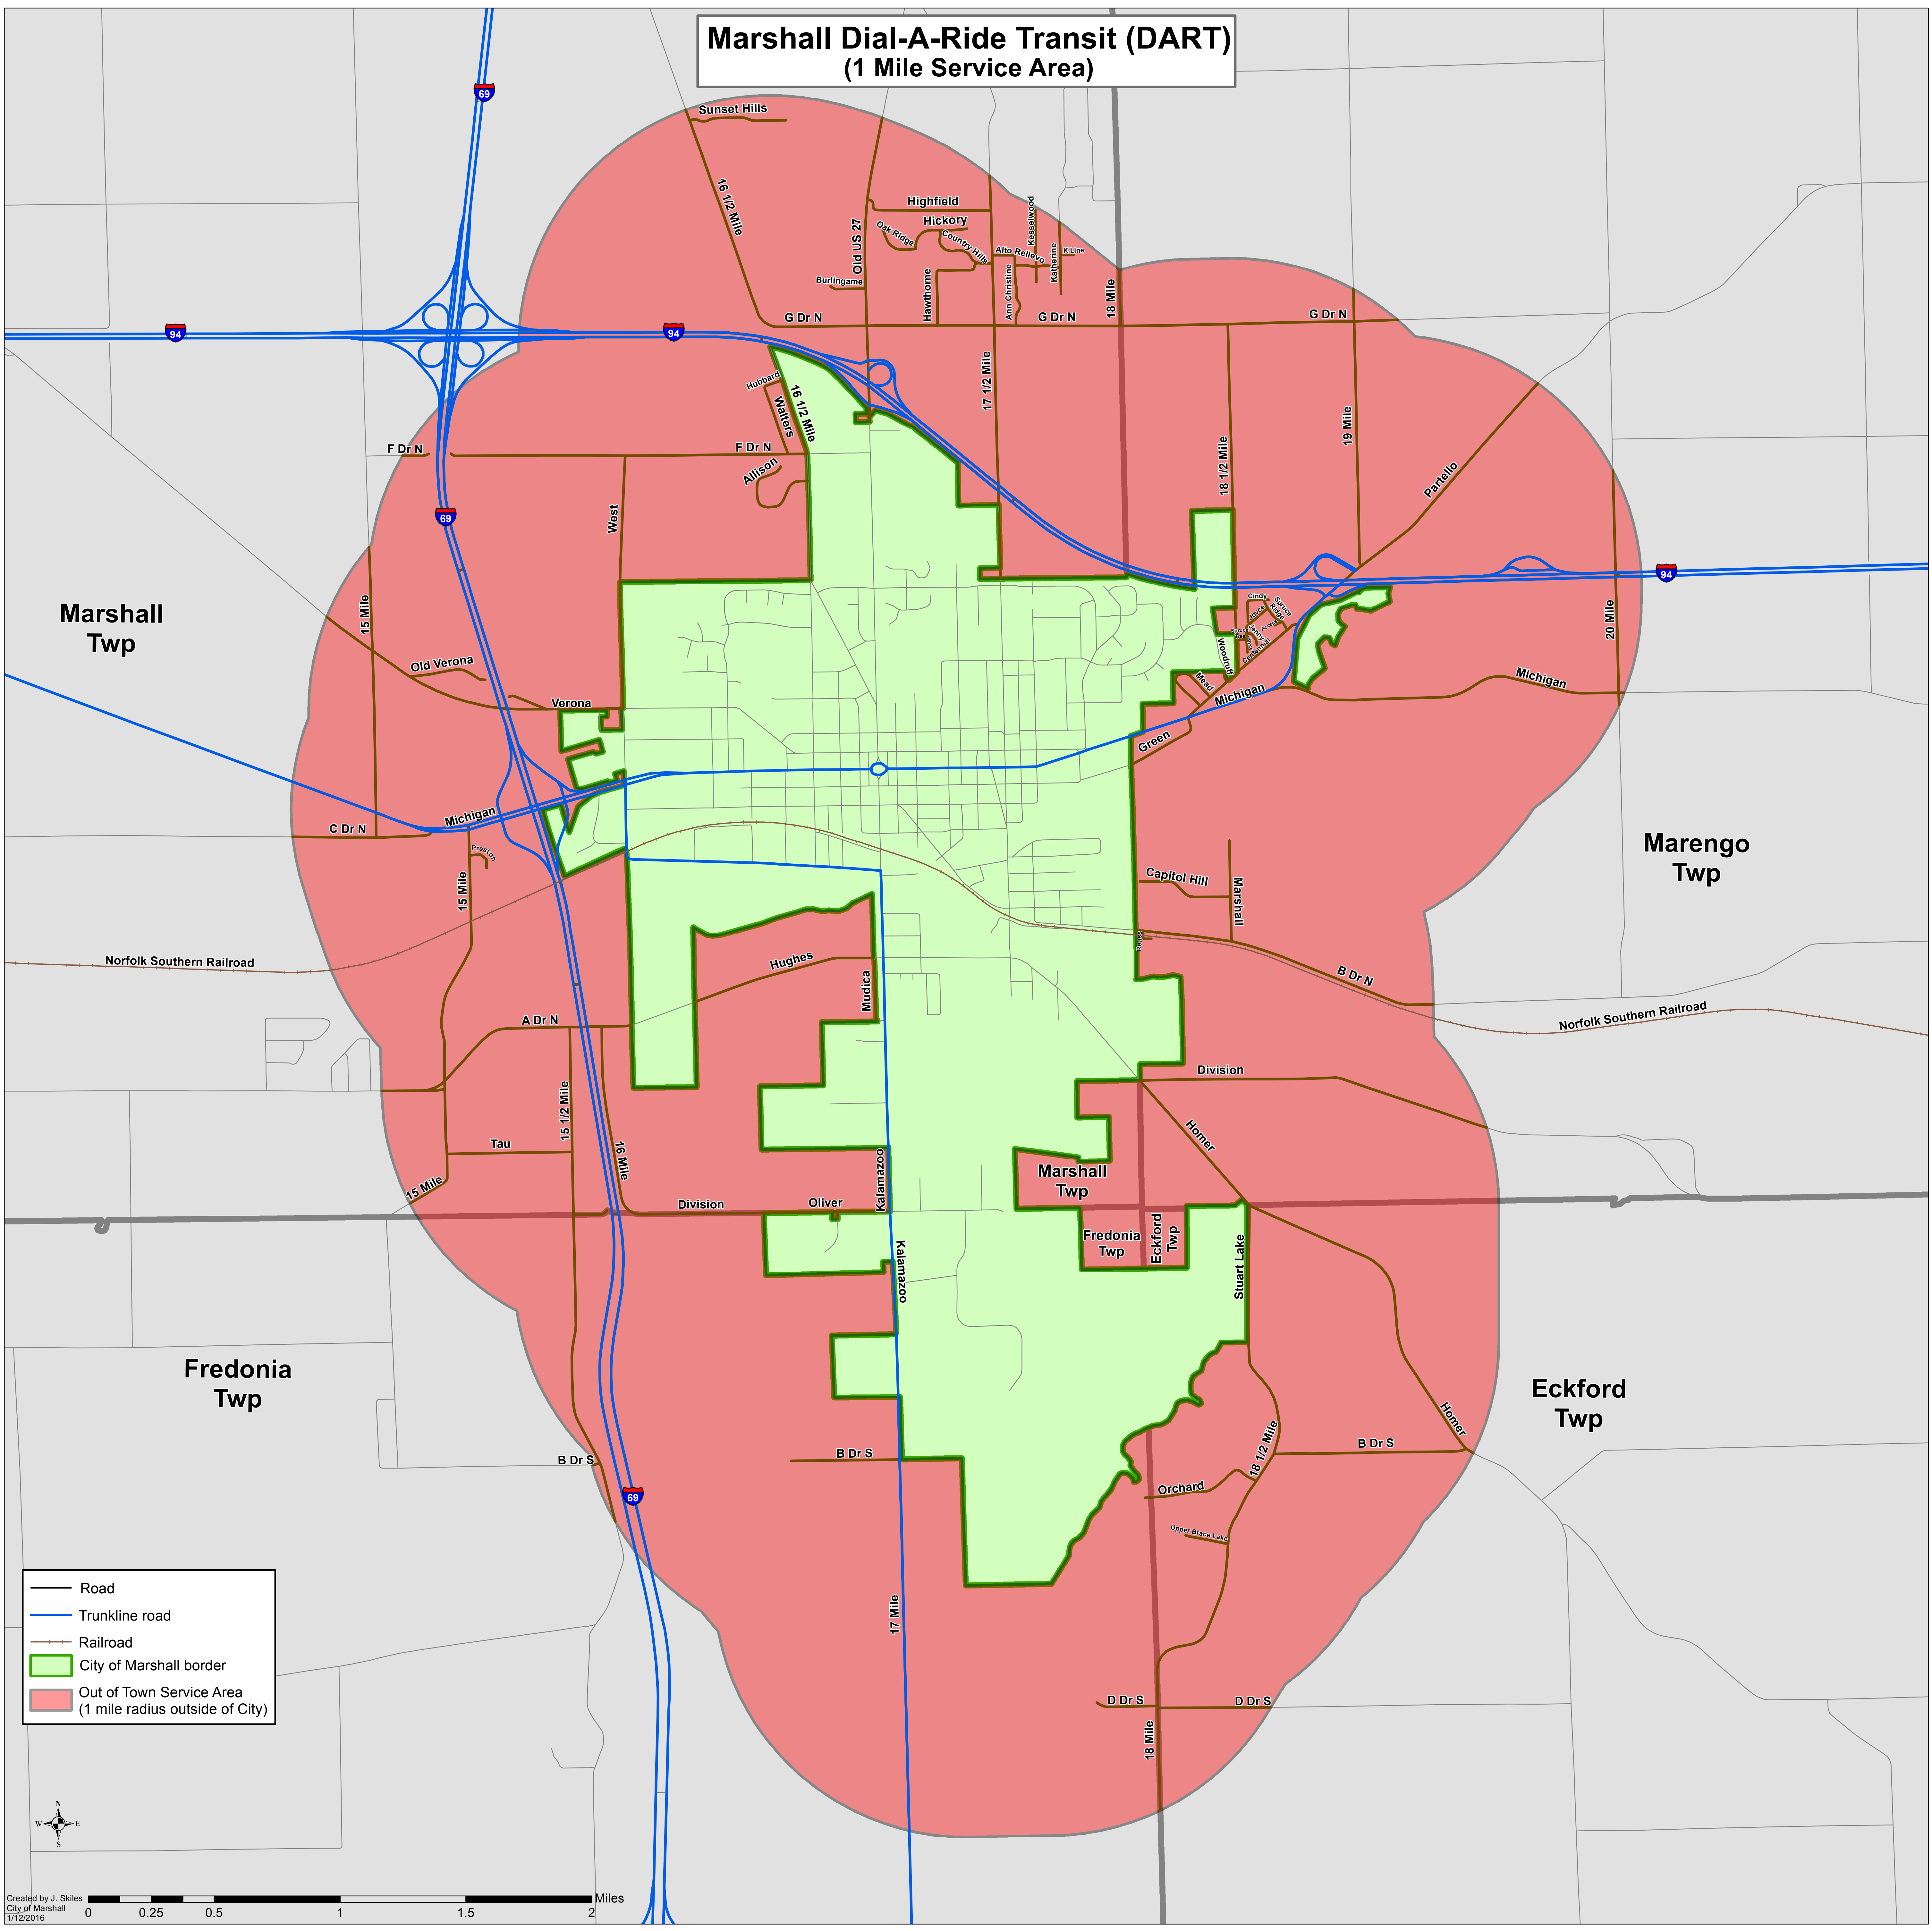 Marshall Dial-A-Ride Transit (DART)
(1 Mile Service Area)
69
Sunset Hills
16 1/2 Mile
Old US 27
Highfield
Hickory
Oak Ridge
Country Hills
Kesselwood
Alto Relievo
Katherine
K Line
Burlingame
Hawthorne
Ann Christine
18 Mile
G Dr N
G Dr N
G Dr N
94
94
Hubbard
Walters
16 1/2 Mile
17 1/2 Mile
18 1/2 Mile
19 Mile
F Dr N
F Dr N
Allison
West
Partello
69
94
Marshall
Twp
15 Mile
20 Mile
Cindy
Joyce
Spruce
Ridge
Access
Jenny
Centennial
Woodruff
Old Verona
Verona
Mead
Michigan
Michigan
Green
Michigan
C Dr N
Preston
15 Mile
Marengo
Twp
Capitol Hill
Marshall
Norfolk Southern Railroad
Hughes
Mudica
B Dr N
Norfolk Southern Railroad
A Dr N
15 1/2 Mile
Division
Tau
16 Mile
Homer
15 Mile
Kalamazoo
Marshall
Twp
Division
Oliver
Fredonia
Twp
Eckford
Twp
Stuart Lake
Kalamazoo
Fredonia
Twp
Eckford
Twp
Homer
B Dr S
B Dr S
B Dr S
18 1/2 Mile
Orchard
69
Upper Brace Lake
17 Mile
D Dr S
D Dr S
18 Mile
Road
Trunkline road
Railroad
City of Marshall border
Out of Town Service Area
(1 mile radius outside of City)
N
W
E
S
Created by J. Skiles
City of Marshall
1/12/2016
Miles
0
0.25
0.5
1
1.5
2